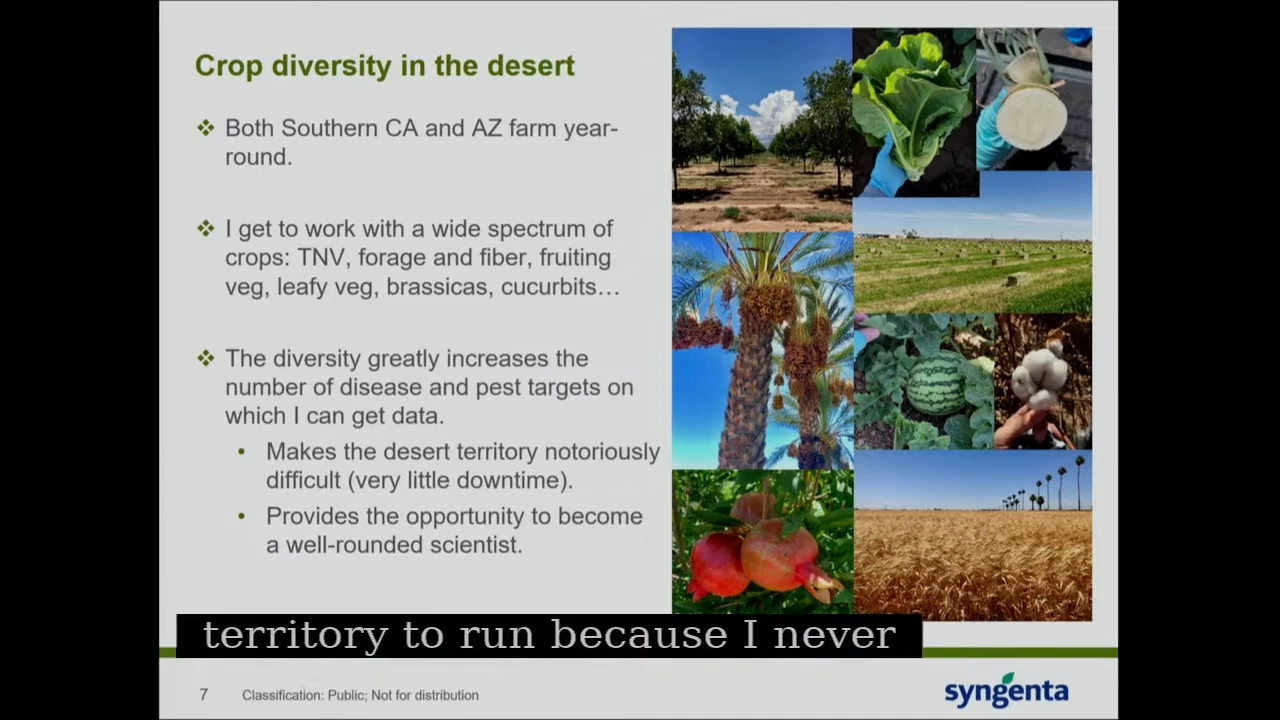 Crop diversity in the desert
❖ Both Southern CA and AZ farm year-
round.
❖ I get to work with a wide spectrum of
crops: TNV, forage and fiber, fruiting
veg, leafy veg, brassicas, cucurbits…
❖ The diversity greatly increases the
number of disease and pest targets on
which I can get data.
• Makes the desert territory notoriously
difficult (very little downtime).
• Provides the opportunity to become
a well-rounded scientist.
territory to run because I never
7 Classification: Public; Not for distribution
syngenta